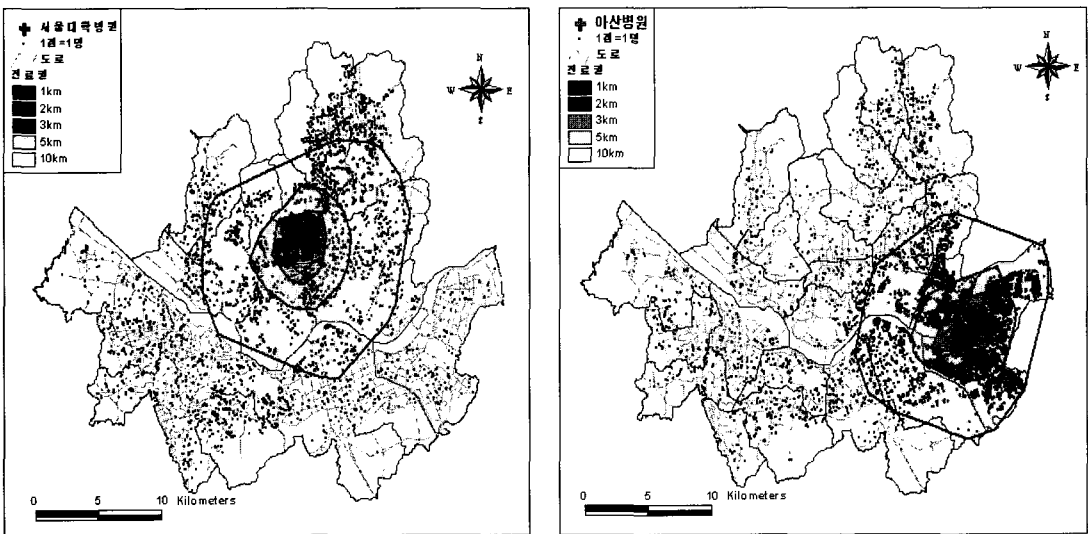 서울대학병원
1점=1명
도로
진료권
1km
2km
3km
5km
10km
N
W E
S
0 5 10 Kilometers
아산병원
1점=1명
도로
진료권
1km
2km
3km
5km
10km
N
W E
S
0 5 10 Kilometers